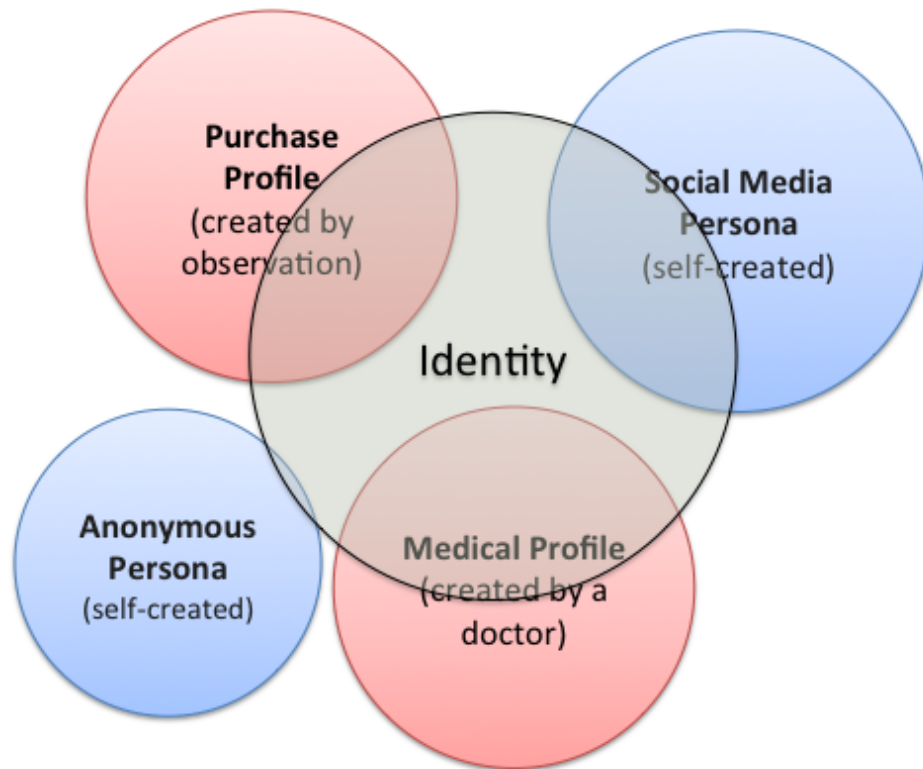 Purchase
Profile
(created by
observation)
Social Media
Persona
(self-created)
Identity
Anonymous
Persona
(self-created)
Medical Profile
(created by a
doctor)